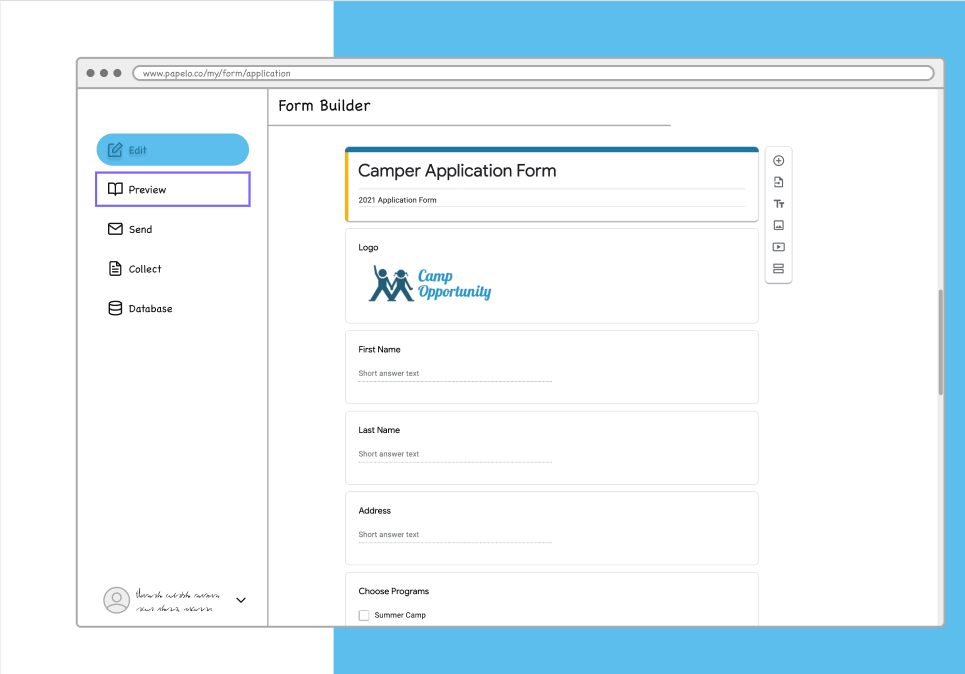 www.papelo.co/my/form/application
Form Builder
Edit
Preview
Send
Collect
Database
Camper Application Form
2021 Application Form
Logo
Camp
Opportunity
First Name
Short answer text
Last Name
Short answer text
Address
Short answer text
Choose Programs
Summer Camp
Tt